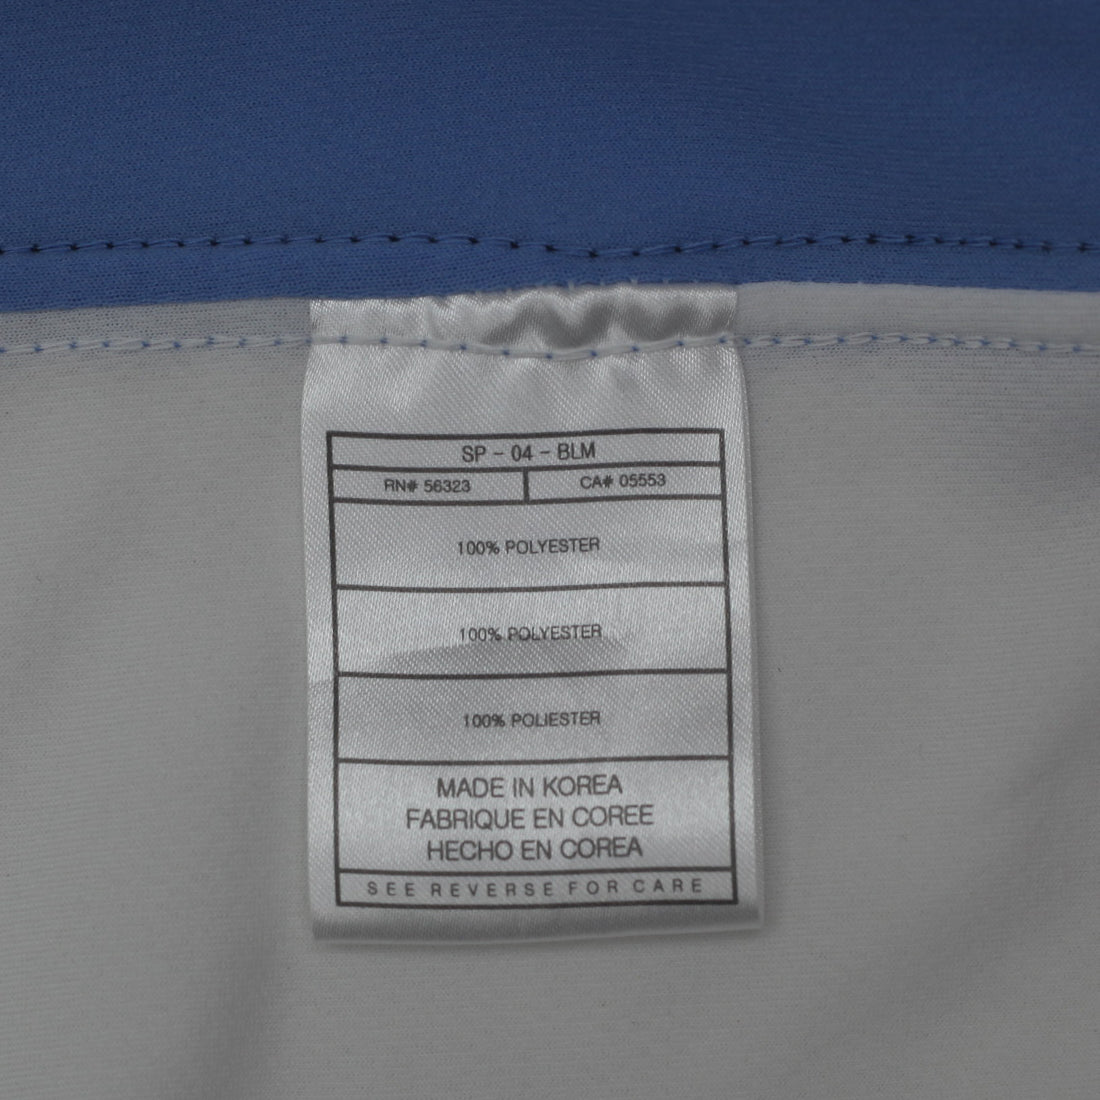 SP - 04 - BLM
RN# 56323 CA# 05553
100% POLYESTER
100% POLYESTER
100% POLIESTER
MADE IN KOREA
FABRIQUE EN COREE
HECHO EN COREA
SEE REVERSE FOR CARE